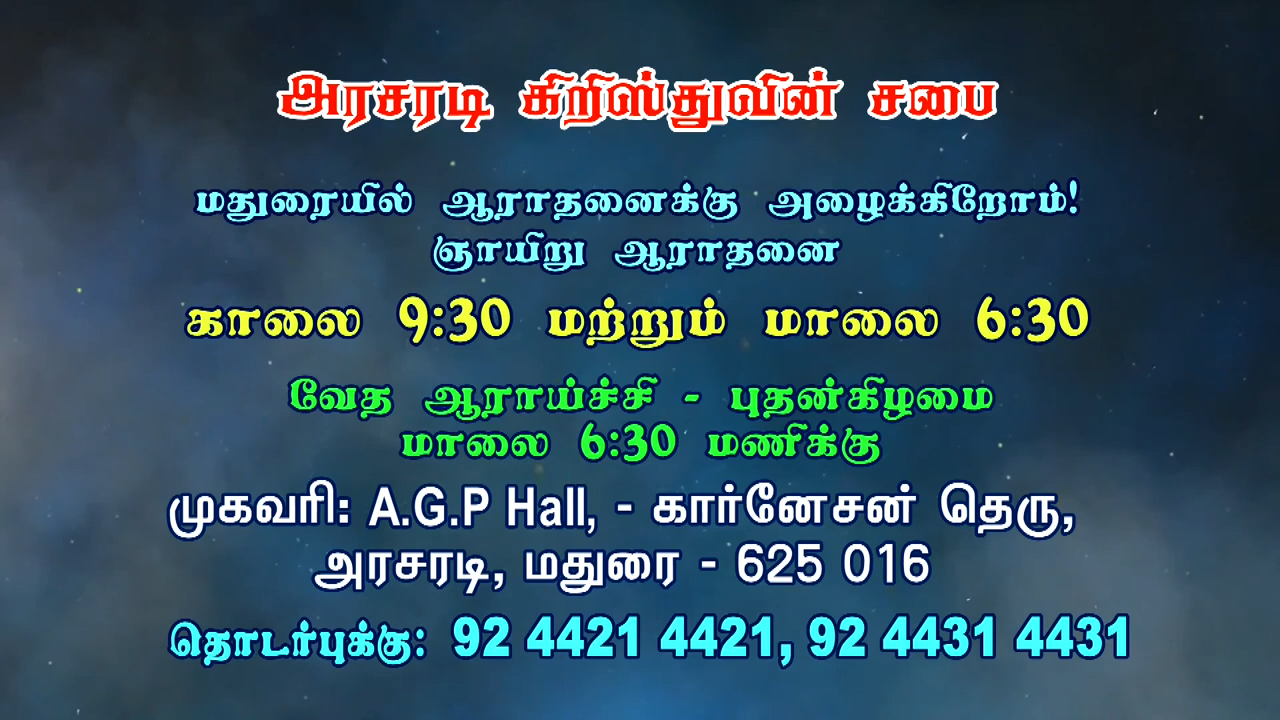 அரசரடி கிறிஸ்துவின் சபை
மதுரையில் ஆராதனைக்கு அழைக்கிறோம்!
ஞாயிறு ஆராதனை
காலை 9:30 மற்றும் மாலை 6:30
வேத ஆராய்ச்சி - புதன்கிழமை
மாலை 6:30 மணிக்கு
முகவரி: A.G.P Hall, - கார்னேசன் தெரு,
அரசரடி, மதுரை - 625 016
தொடர்புக்கு: 92 4421 4421, 92 4431 4431